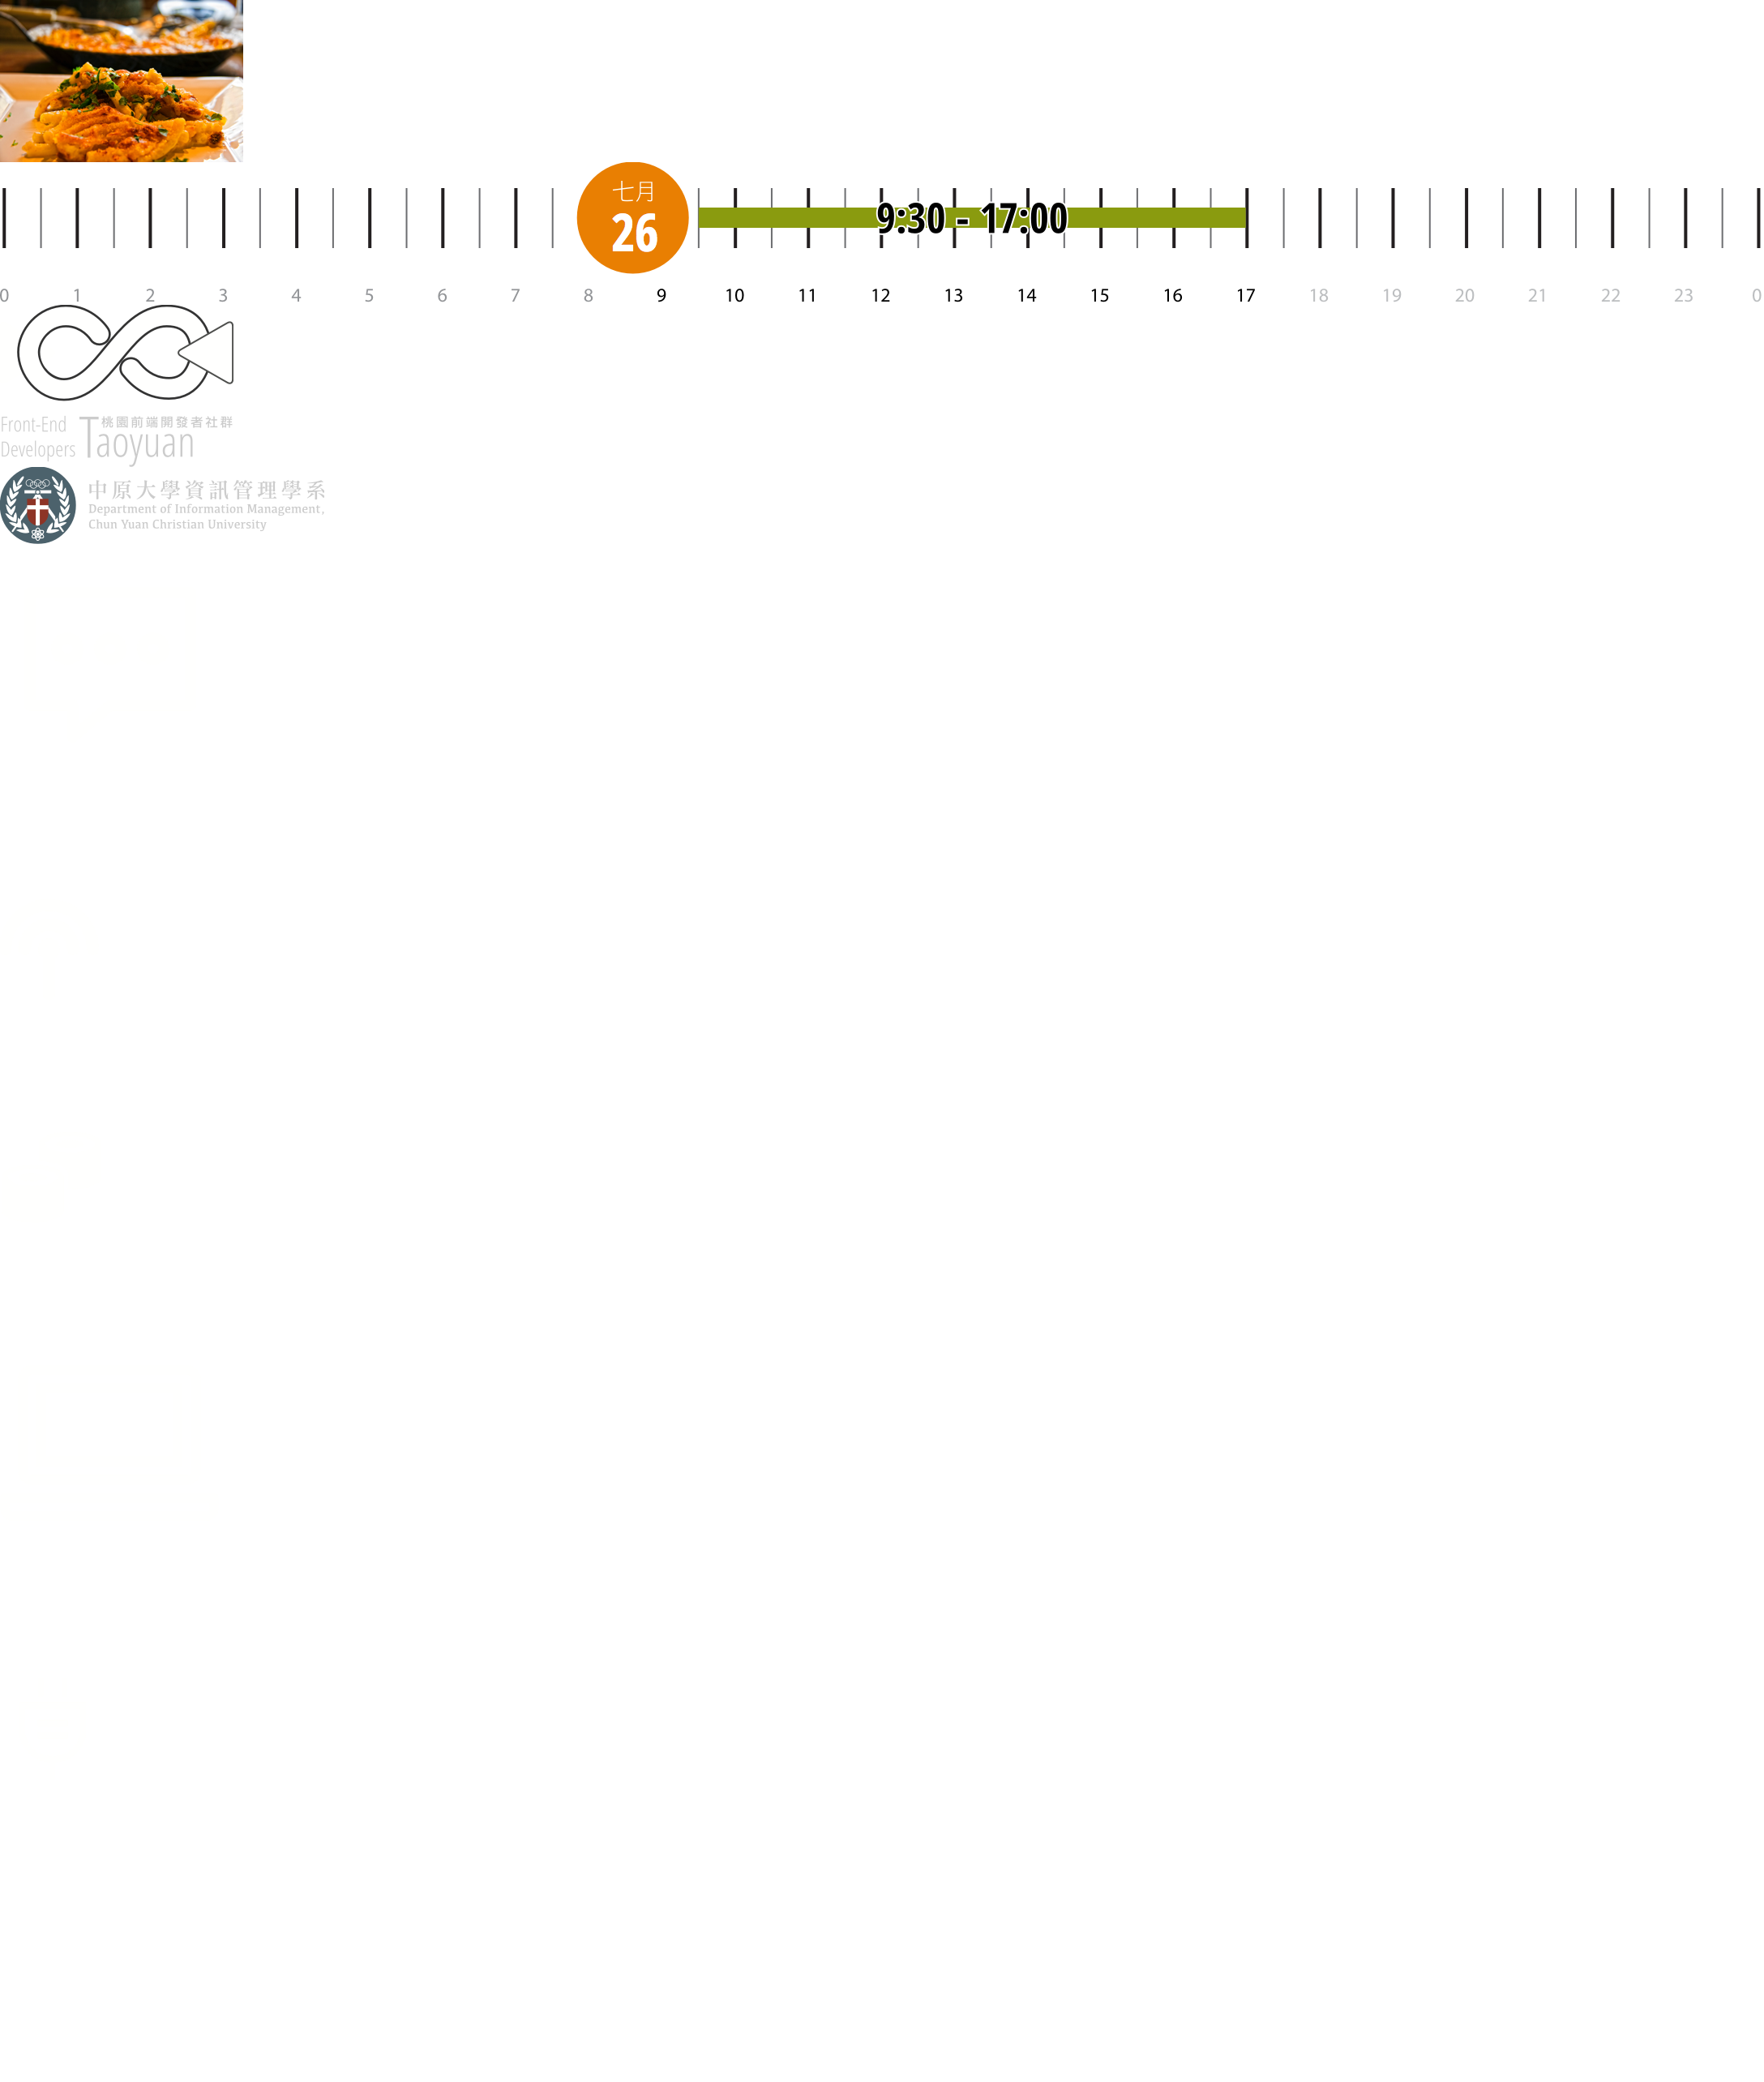 七月
26
9:30 - 17:00
0 1 2 3 4 5 6 7 8 9 10 11 12 13 14 15 16 17 18 19 20 21 22 23 0
Front-End
Developers
桃園前端開發者社群
Taoyuan
中原大學資訊管理學系
Department of Information Management,
Chun Yuan Christian University